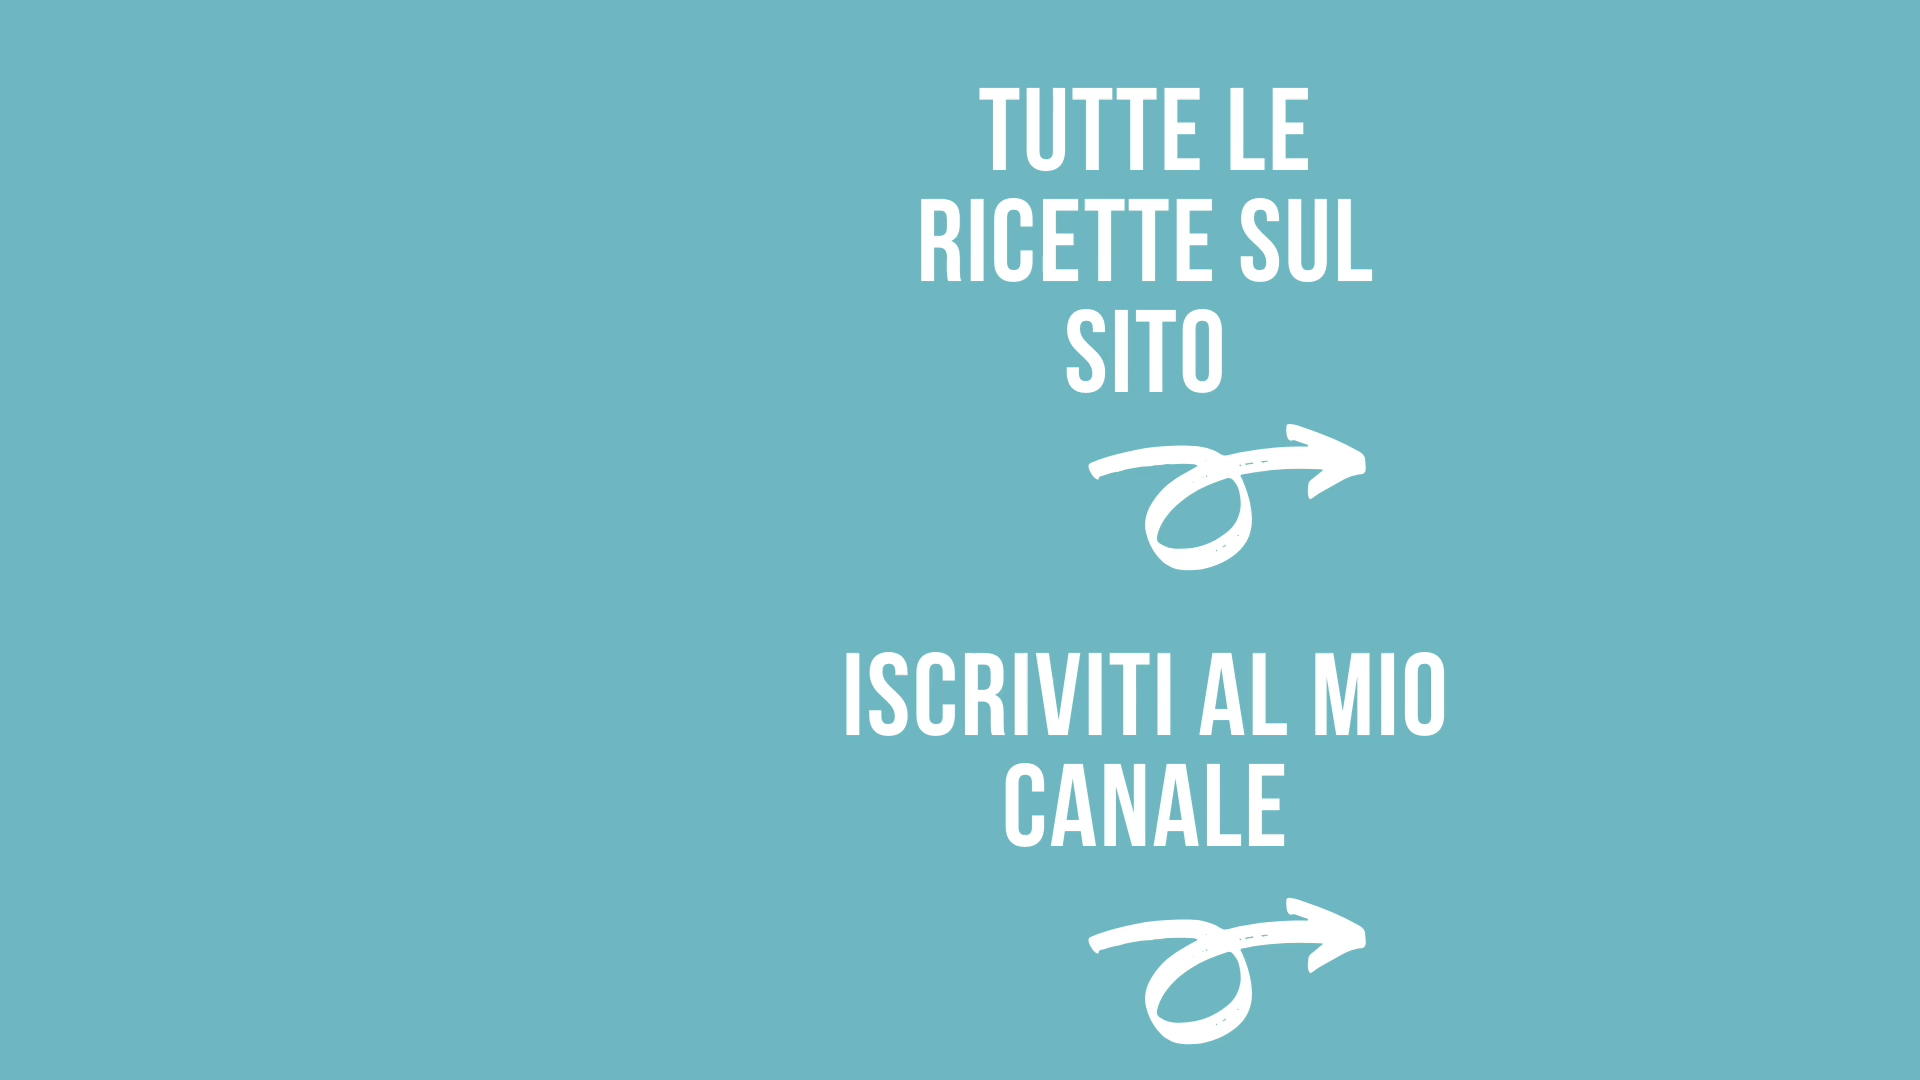 TUTTE LE
RICETTE SUL
SITO
ISCRIVITI AL MIO
CANALE